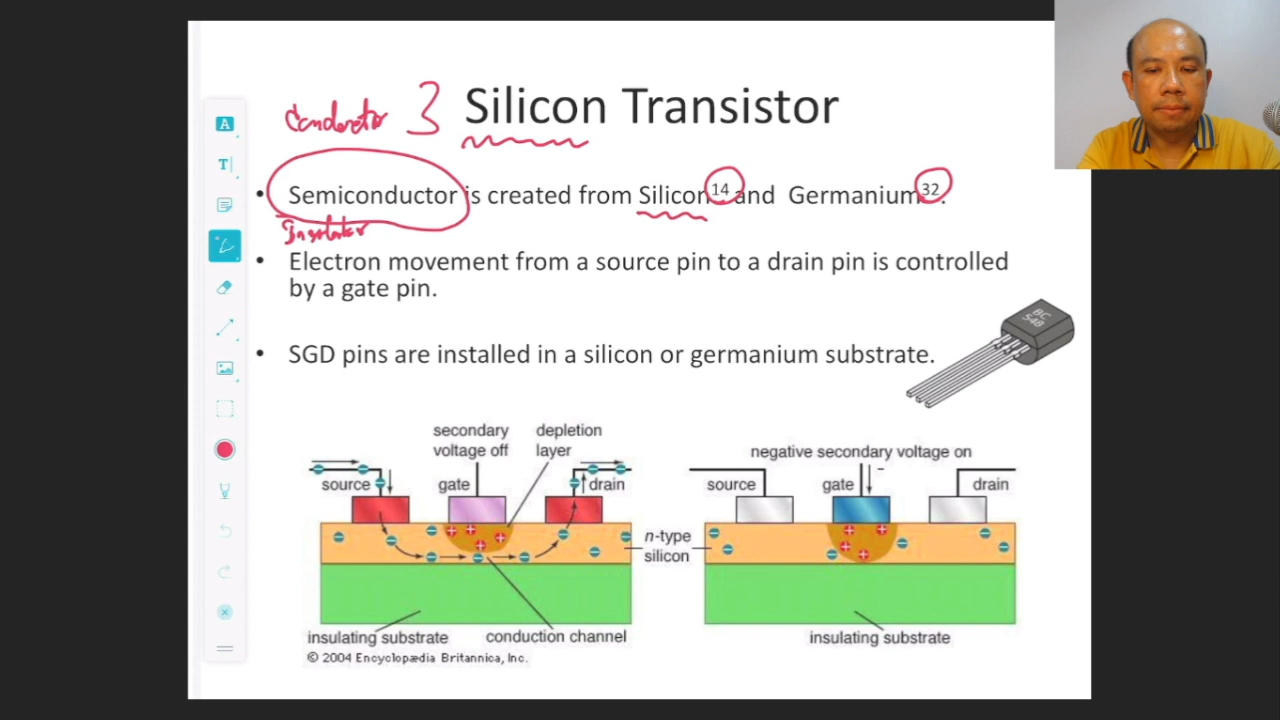 Conductor 3 Silicon Transistor
• Semiconductor is created from Silicon 14 and Germanium 32.
Insulator
• Electron movement from a source pin to a drain pin is controlled
by a gate pin.
• SGD pins are installed in a silicon or germanium substrate.
BC
548
secondary
voltage off
depletion
layer
source
gate
drain
negative secondary voltage on
source
gate
-
drain
n-type
silicon
insulating substrate
conduction channel
insulating substrate
© 2004 Encyclopædia Britannica, Inc.
A
T